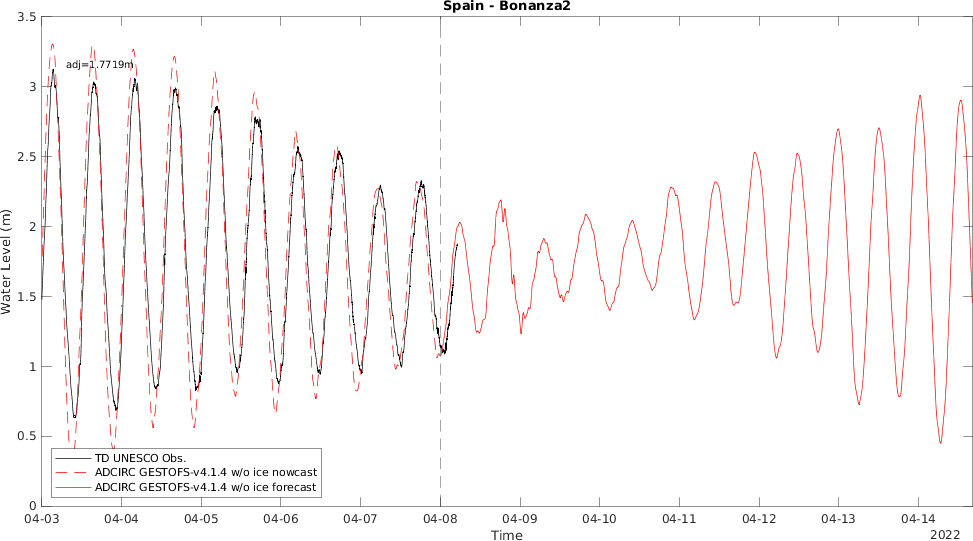 Spain - Bonanza2
3.5
adj=1.7719m
3
2.5
2
Water Level (m)
1.5
1
0.5
TD UNESCO Obs.
ADCIRC GESTOFS-v4.1.4 w/o ice nowcast
ADCIRC GESTOFS-v4.1.4 w/o ice forecast
0
04-03 04-04 04-05 04-06 04-07 04-08 04-09 04-10 04-11 04-12 04-13 04-14
Time
2022